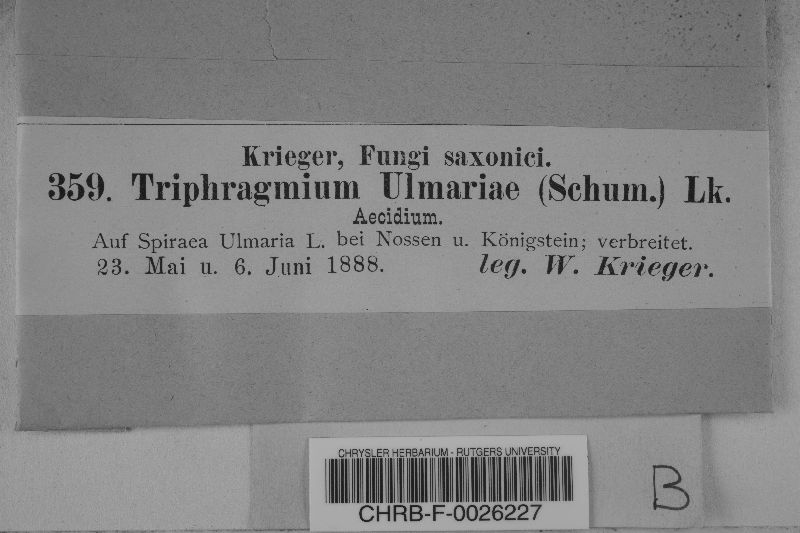 Krieger, Fungi saxonici.
359. Triphragmium Ulmariae (Schum.) Lk.
Aecidium.
Auf Spiraea Ulmaria L. bei Nossen u. Königstein; verbreitet.
23. Mai u. 6. Juni 1888. leg. W. Krieger.
CHRYSLER HERBARIUM - RUTGERS UNIVERSITY
CHRB-F-0026227
B